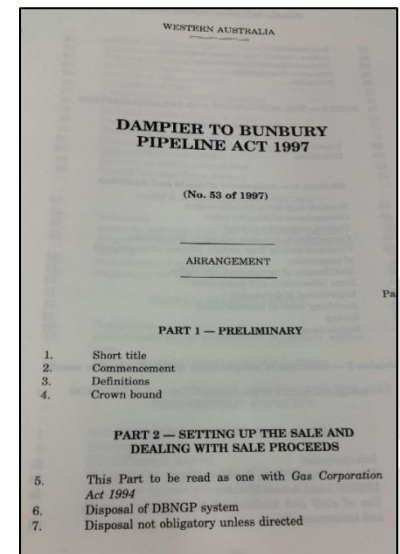 WESTERN AUSTRALIA
DAMPIER TO BUNBURY
PIPELINE ACT 1997
(No. 53 of 1997)
ARRANGEMENT
Pa
PART 1 — PRELIMINARY
1. Short title
2. Commencement
3. Definitions
4. Crown bound
PART 2 — SETTING UP THE SALE AND
DEALING WITH SALE PROCEEDS
5. This Part to be read as one with Gas Corporation
Act 1994
6. Disposal of DBNGP system
7. Disposal not obligatory unless directed